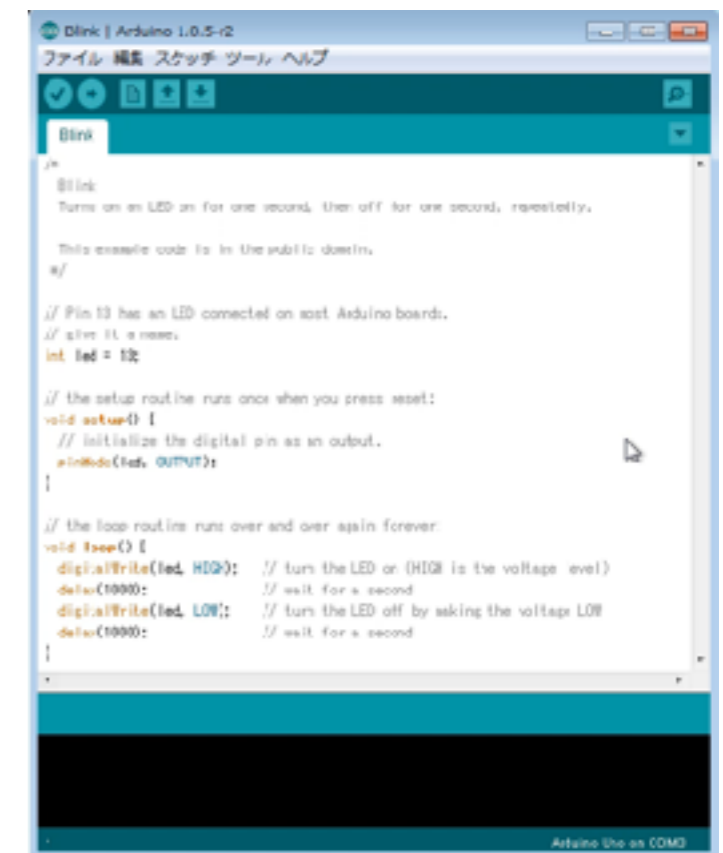 Blink | Arduino 1.0.5-r2
ファイル 編集 スケッチ ツール ヘルプ
Blink
/*
Blink
Turns on an LED on for one second, then off for one second, repeatedly.
This example code is in the public domain.
*/
// Pin 13 has an LED connected on most Arduino boards.
// give it a name:
int led = 13;
// the setup routine runs once when you press reset:
void setup() {
// initialize the digital pin as an output.
pinMode(led, OUTPUT);
}
// the loop routine runs over and over again forever:
void loop() {
digitalWrite(led, HIGH); // turn the LED on (HIGH is the voltage level)
delay(1000); // wait for a second
digitalWrite(led, LOW); // turn the LED off by making the voltage LOW
delay(1000); // wait for a second
}
Arduino Uno on COM3